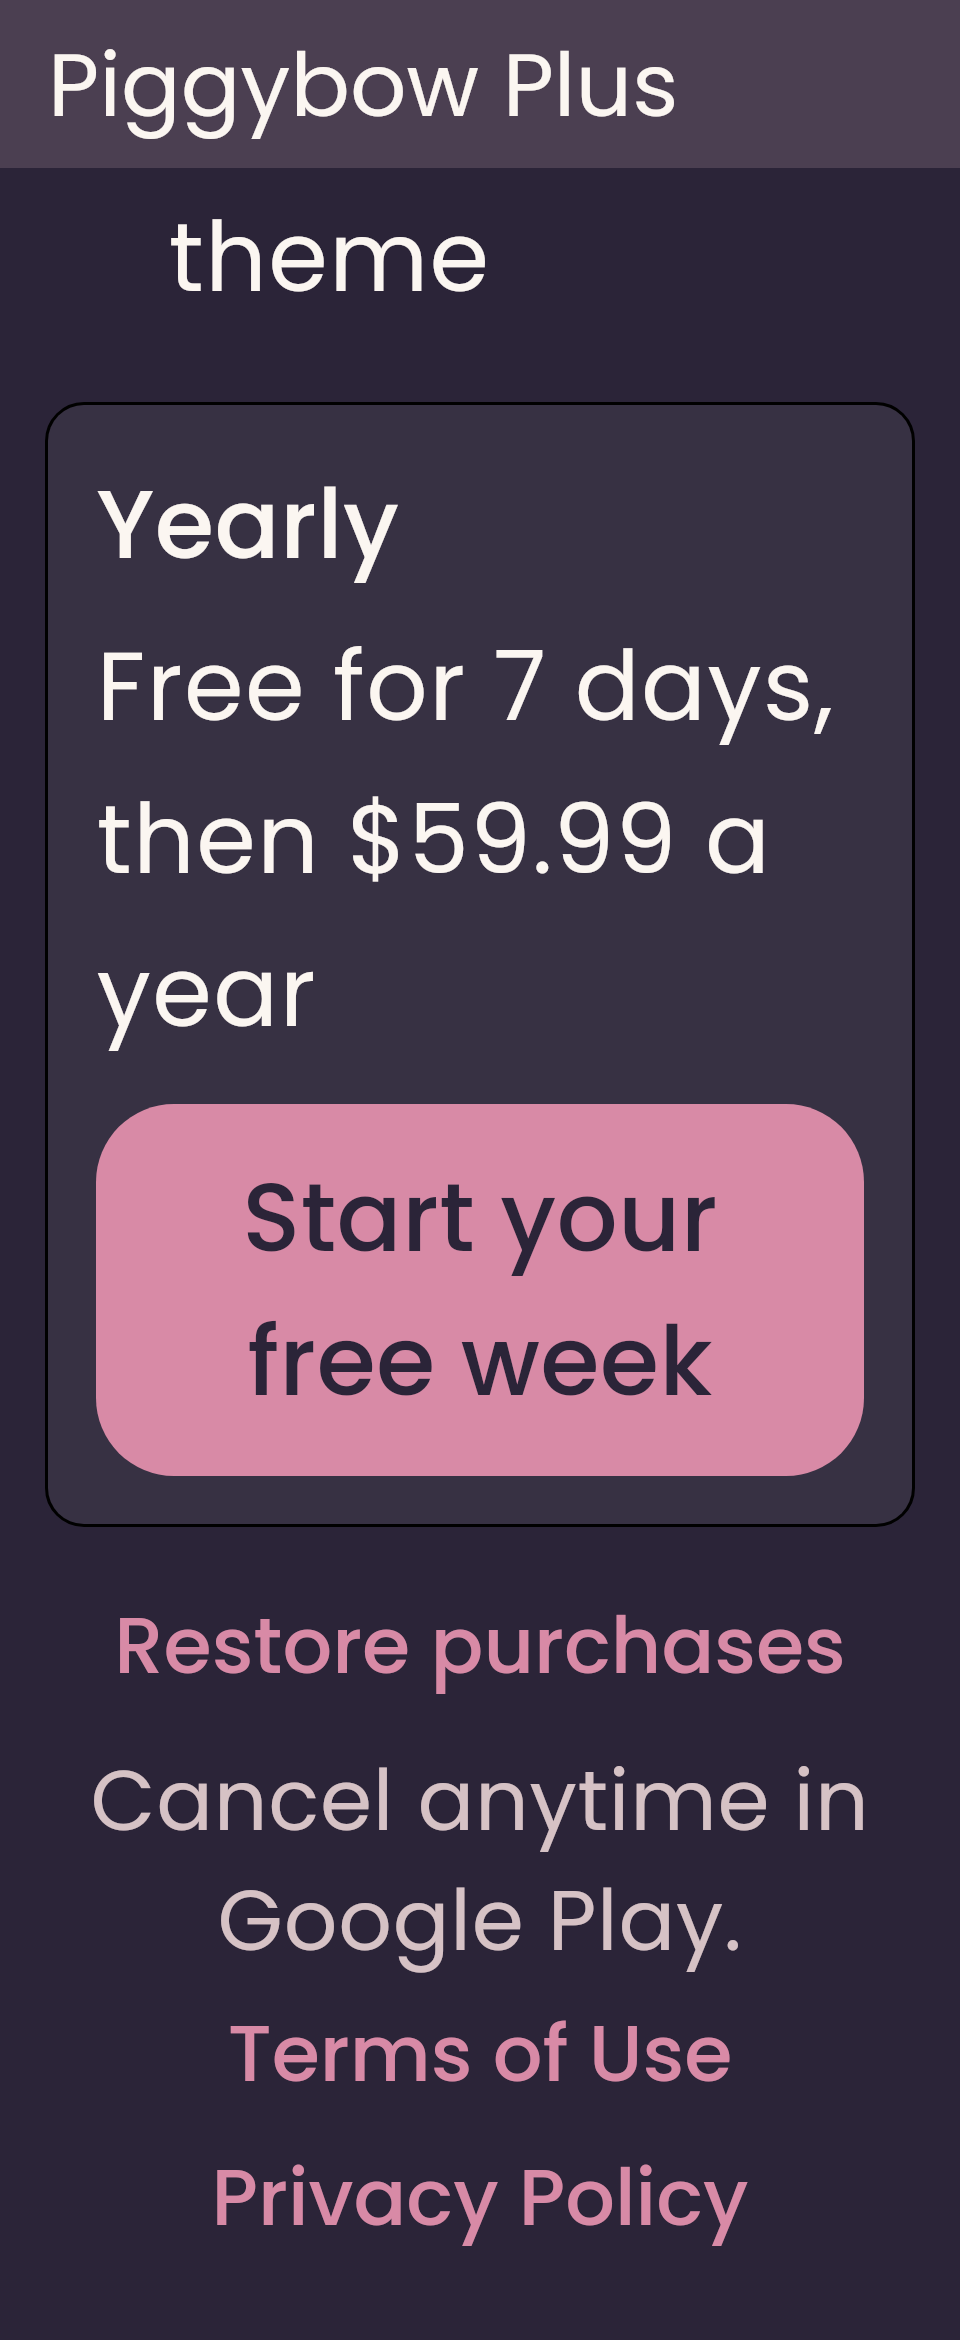 Piggybow Plus
theme
Yearly
Free for 7 days,
then $59.99 a
year
Start your
free week
Restore purchases
Cancel anytime in
Google Play.
Terms of Use
Privacy Policy